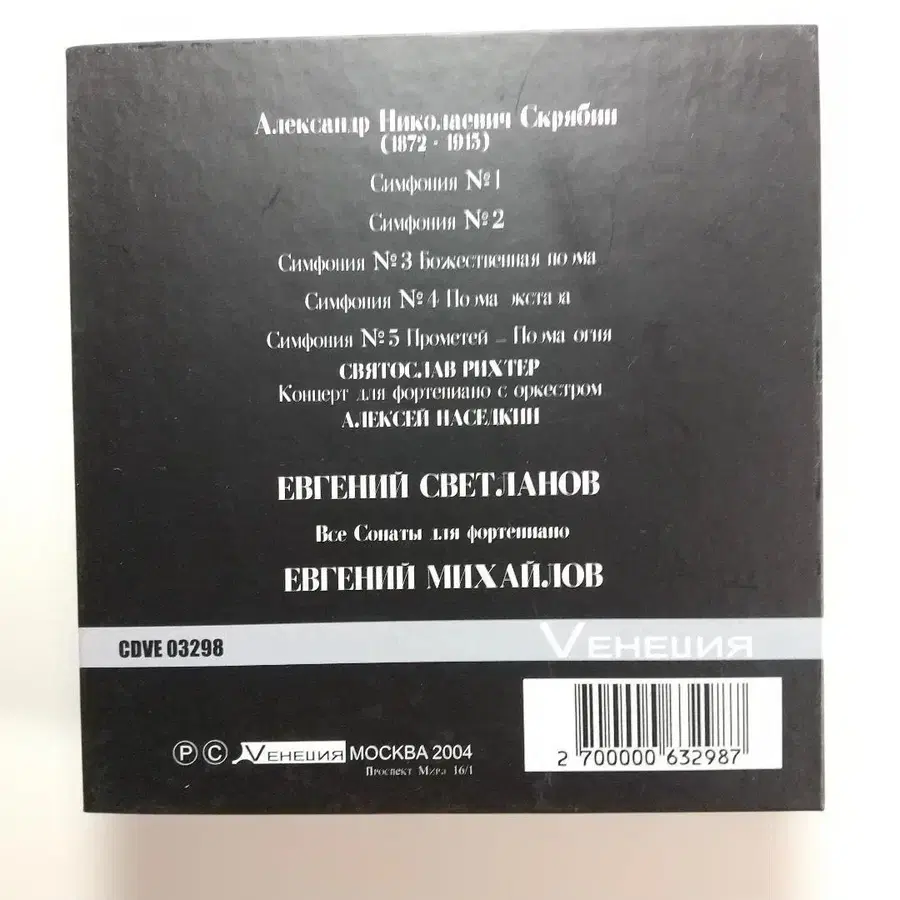 Александр Николаевич Скрябин
(1872 - 1915)
Симфония №1
Симфония №2
Симфония №3 Божественная поэма
Симфония №4 Поэма экстаза
Симфония №5 Прометей – Поэма огня
СВЯТОСЛАВ РИХТЕР
Концерт для фортепиано с оркестром
АЛЕКСЕЙ НАСЕДКИН
ЕВГЕНИЙ СВЕТЛАНОВ
Все Сонаты для фортепиано
ЕВГЕНИЙ МИХАЙЛОВ
CDVE 03298 VЕНЕЦИЯ
2 700000 632987
Ⓟ Ⓒ VЕНЕЦИЯ МОСКВА 2004
Проспект Мира 16/1